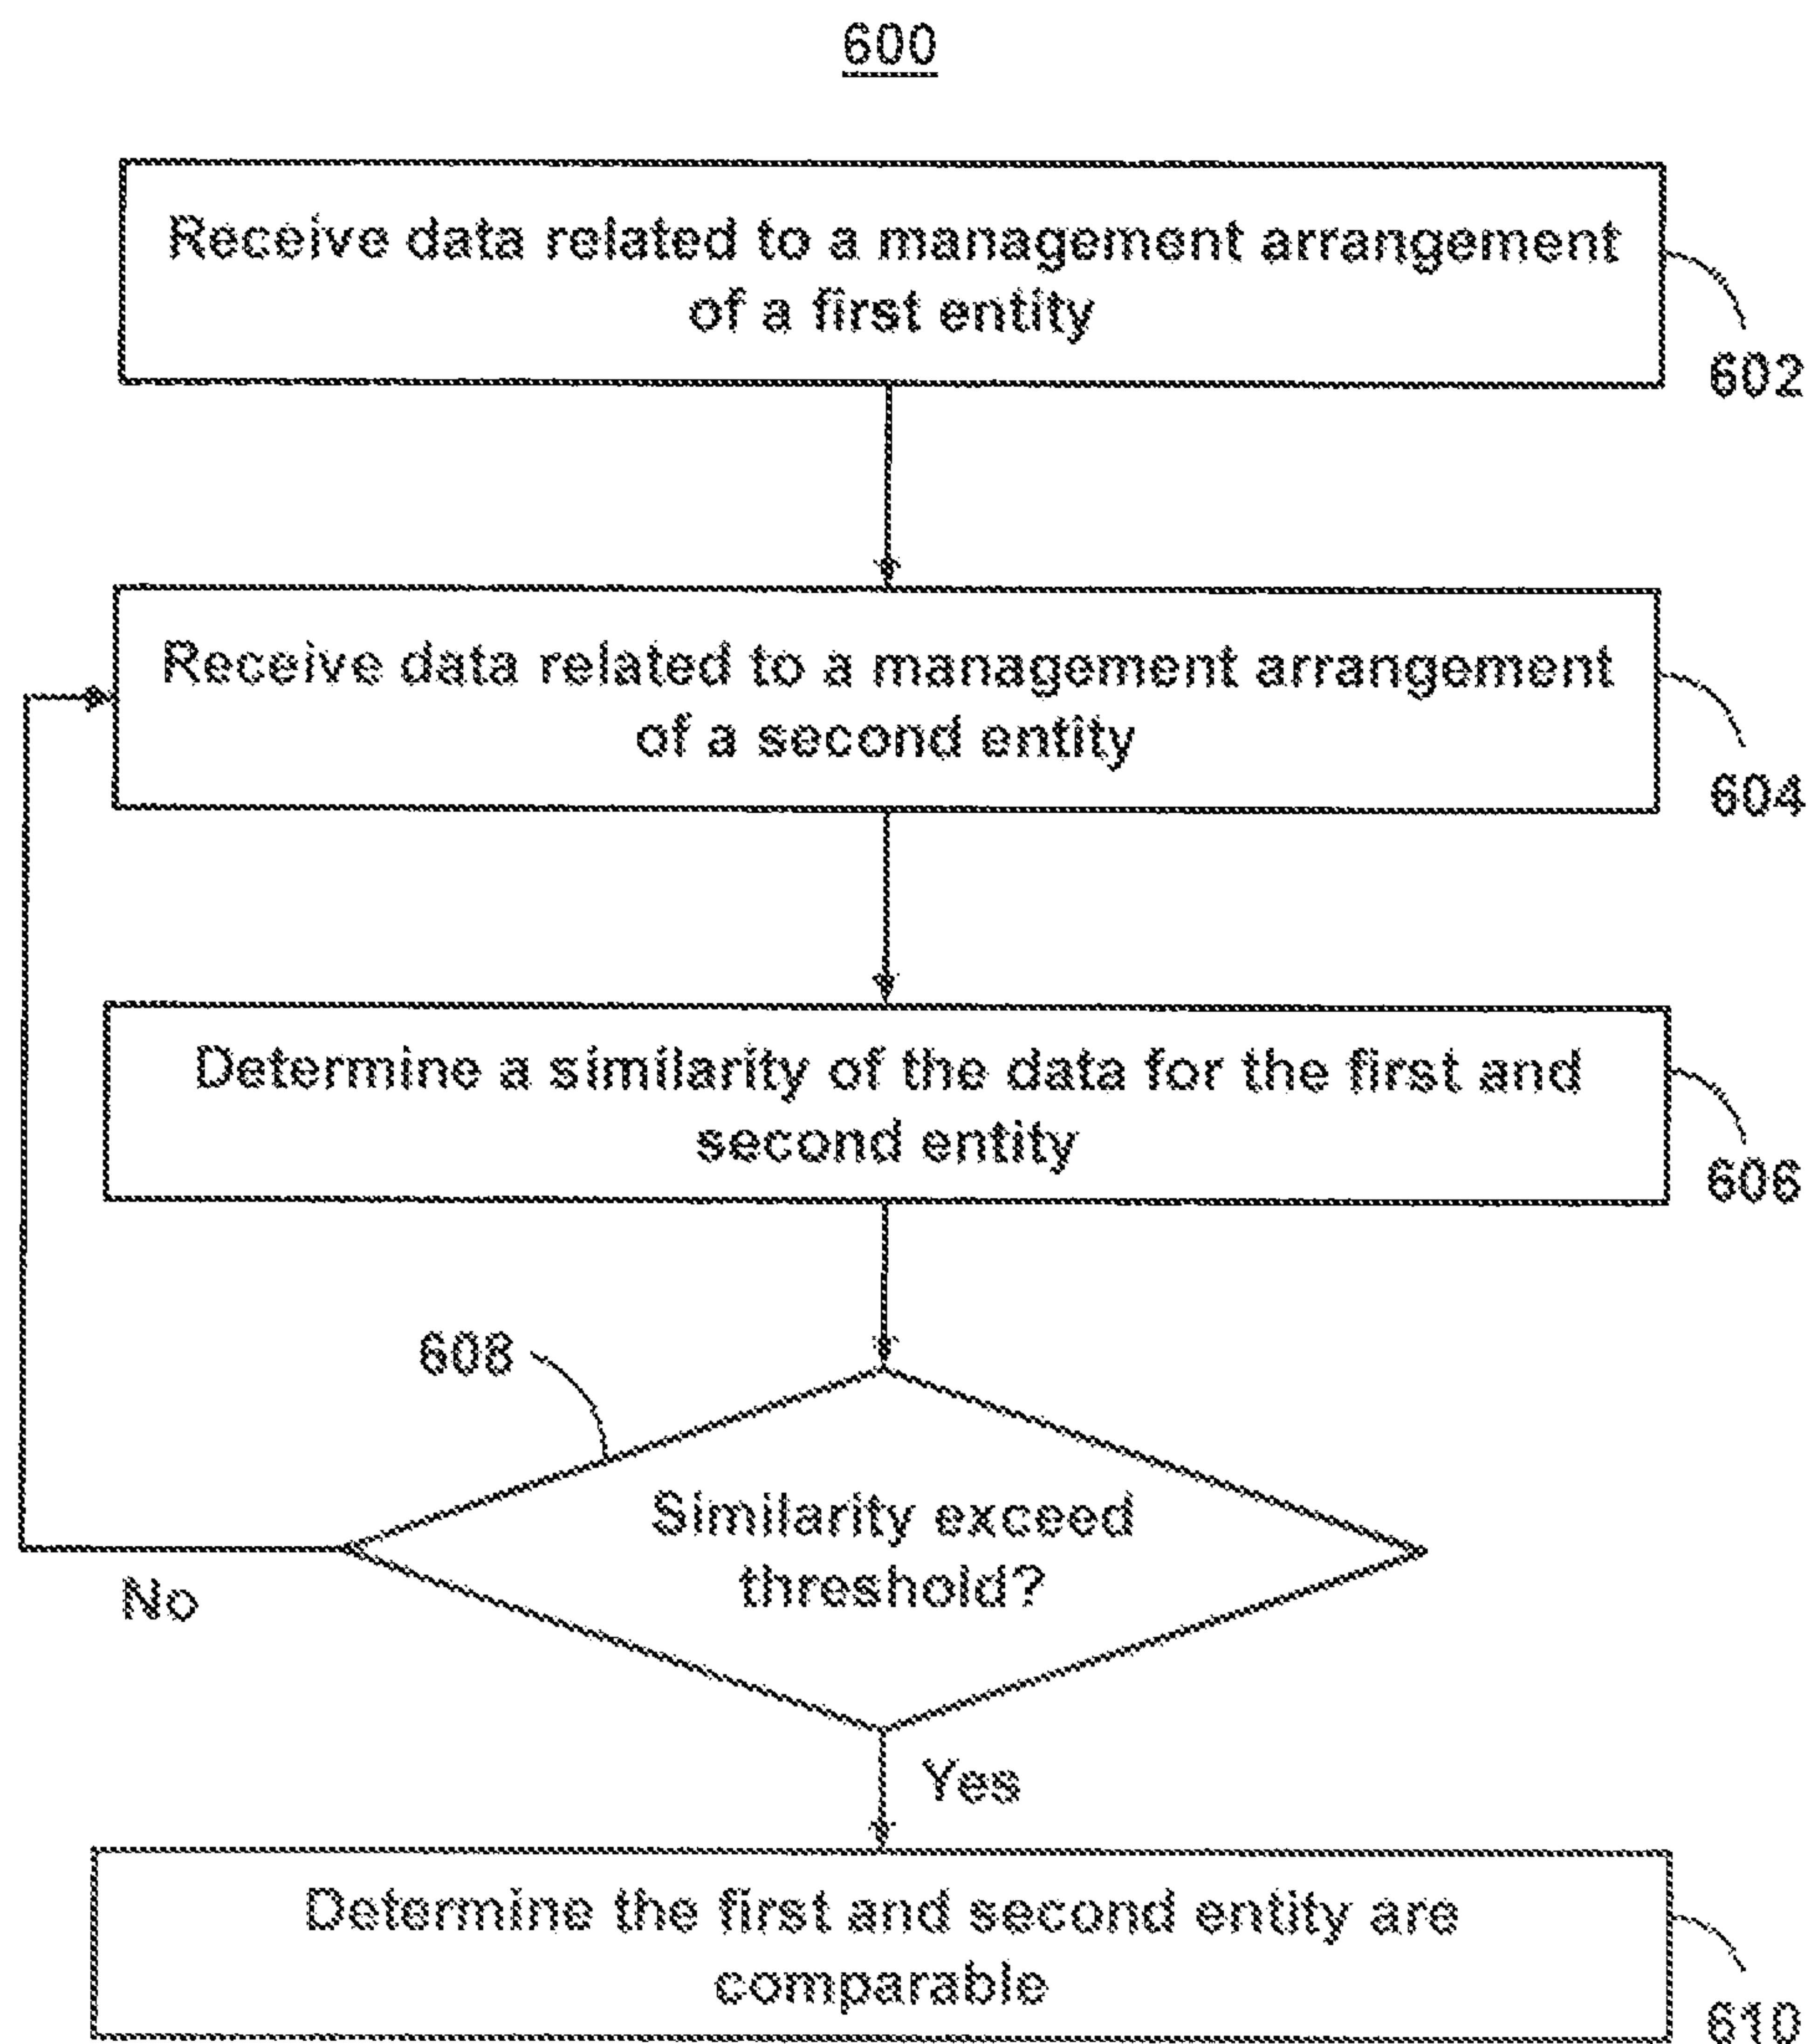 600
Receive data related to a management arrangement
of a first entity
602
Receive data related to a management arrangement
of a second entity
604
Determine a similarity of the data for the first and
second entity
606
608
Similarity exceed
threshold?
No
Yes
Determine the first and second entity are
comparable
610